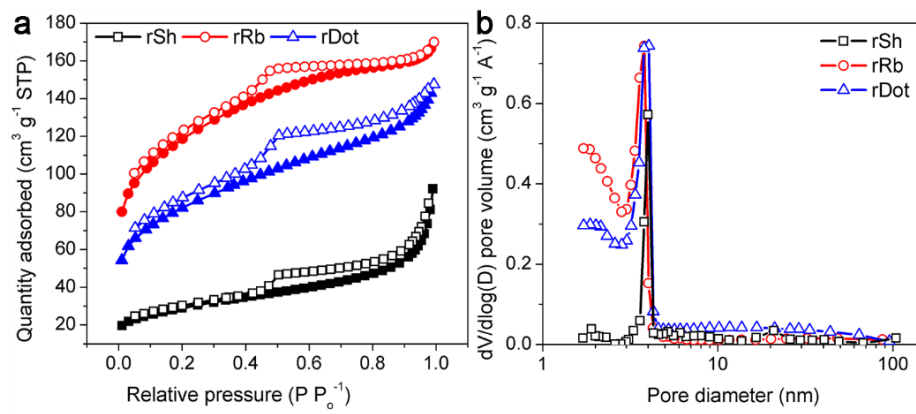 a
rSh rRb rDot
Quantity adsorbed (cm³ g⁻¹ STP)
180
160
140
120
100
80
60
40
20
0.0 0.2 0.4 0.6 0.8 1.0
Relative pressure (P Pₒ⁻¹)
b
rSh
rRb
rDot
dV/dlog(D) pore volume (cm³ g⁻¹ A⁻¹)
0.8
0.6
0.4
0.2
0.0
1 10 100
Pore diameter (nm)